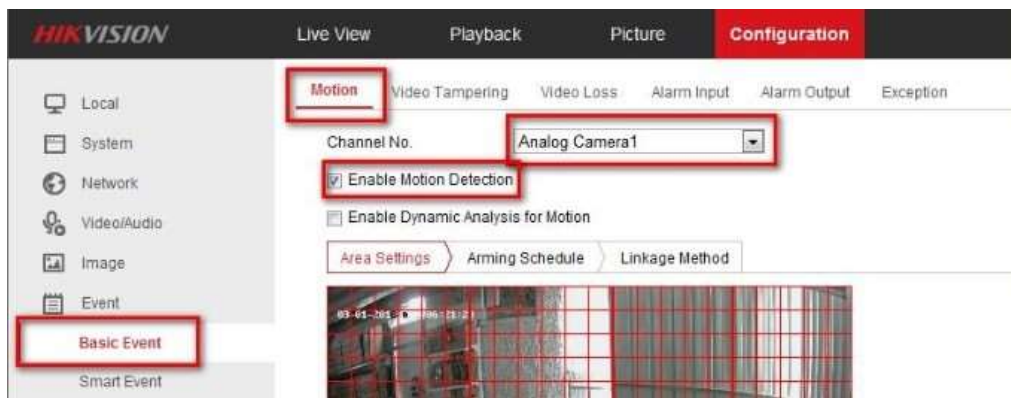 HIKVISION Live View Playback Picture Configuration
Motion Video Tampering Video Loss Alarm Input Alarm Output Exception
Local
Channel No. Analog Camera1
System
Enable Motion Detection
Network
Enable Dynamic Analysis for Motion
Video/Audio
Area Settings Arming Schedule Linkage Method
Image
Event
Basic Event
Smart Event